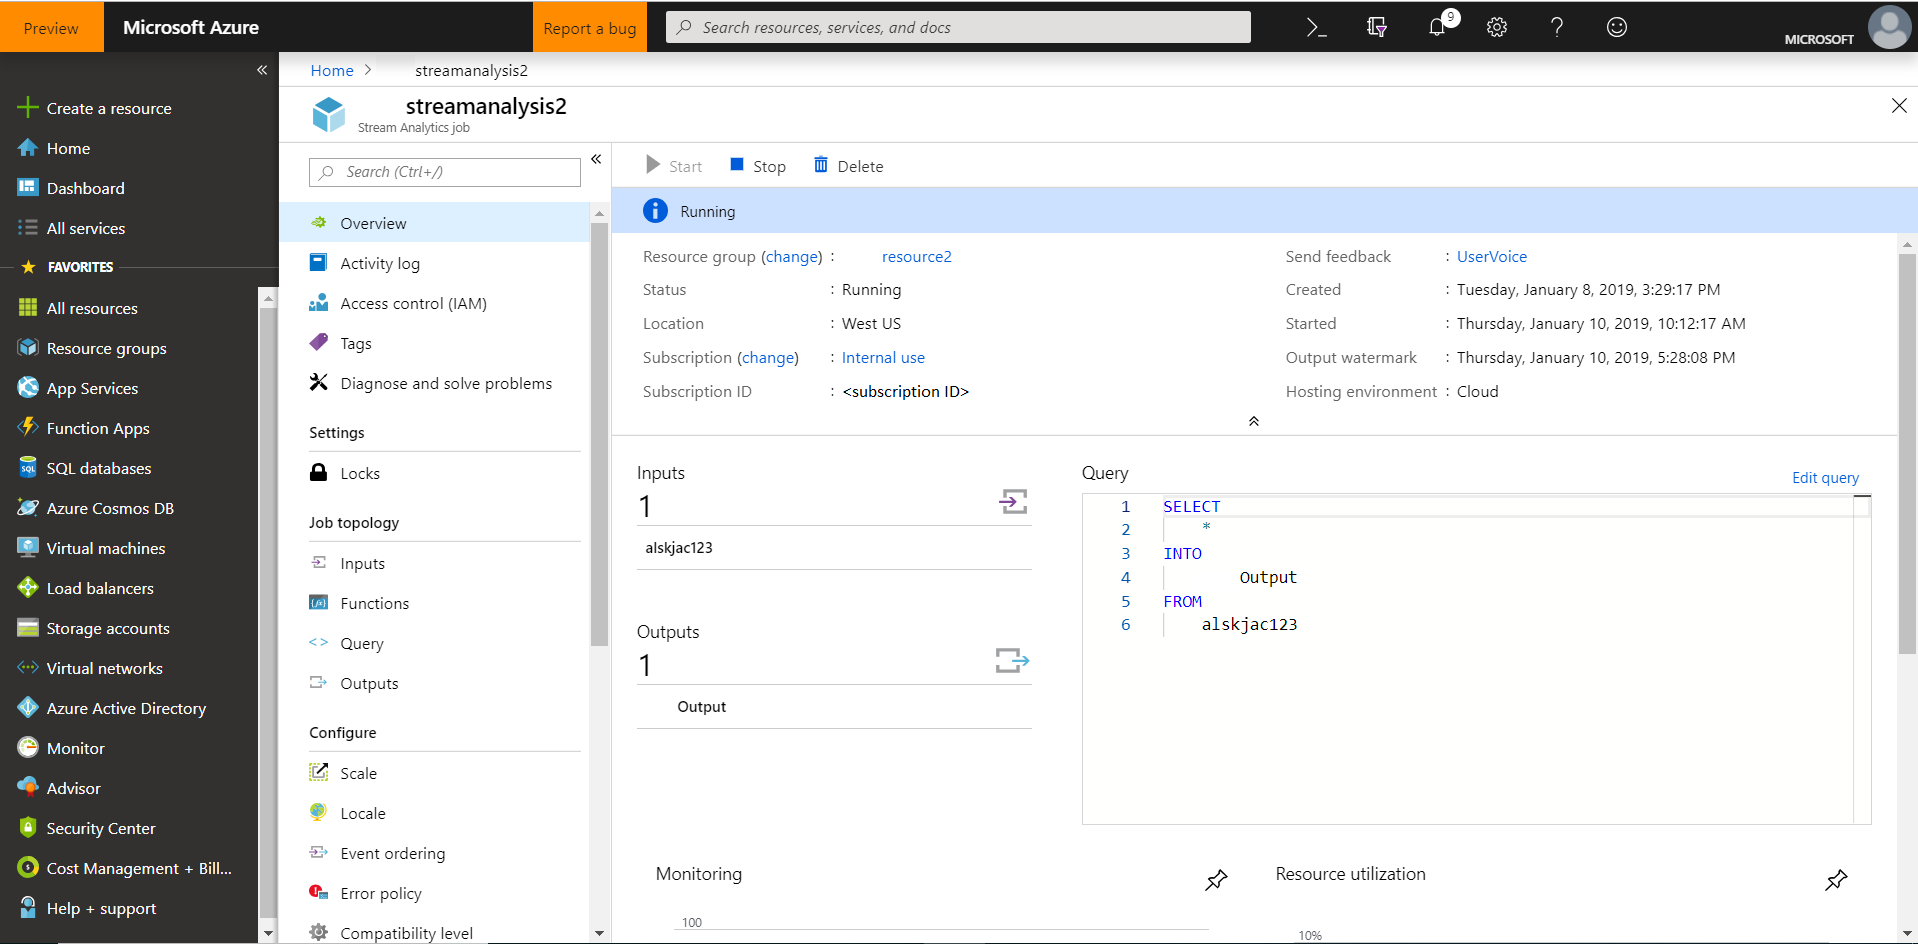 Preview
Microsoft Azure
Report a bug
Search resources, services, and docs
9
MICROSOFT
Create a resource
Home
Dashboard
All services
FAVORITES
All resources
Resource groups
App Services
Function Apps
SQL databases
Azure Cosmos DB
Virtual machines
Load balancers
Storage accounts
Virtual networks
Azure Active Directory
Monitor
Advisor
Security Center
Cost Management + Bill...
Help + support
Home > streamanalysis2
streamanalysis2
Stream Analytics job
Search (Ctrl+/)
Overview
Activity log
Access control (IAM)
Tags
Diagnose and solve problems
Settings
Locks
Job topology
Inputs
Functions
Query
Outputs
Configure
Scale
Locale
Event ordering
Error policy
Compatibility level
Start Stop Delete
Running
Resource group (change) : resource2
Status : Running
Location : West US
Subscription (change) : Internal use
Subscription ID : <subscription ID>
Send feedback : UserVoice
Created : Tuesday, January 8, 2019, 3:29:17 PM
Started : Thursday, January 10, 2019, 10:12:17 AM
Output watermark : Thursday, January 10, 2019, 5:28:08 PM
Hosting environment : Cloud
Inputs
1
alskjac123
Outputs
1
Output
Query
Edit query
1 SELECT
2 *
3 INTO
4 Output
5 FROM
6 alskjac123
Monitoring
100
Resource utilization
10%